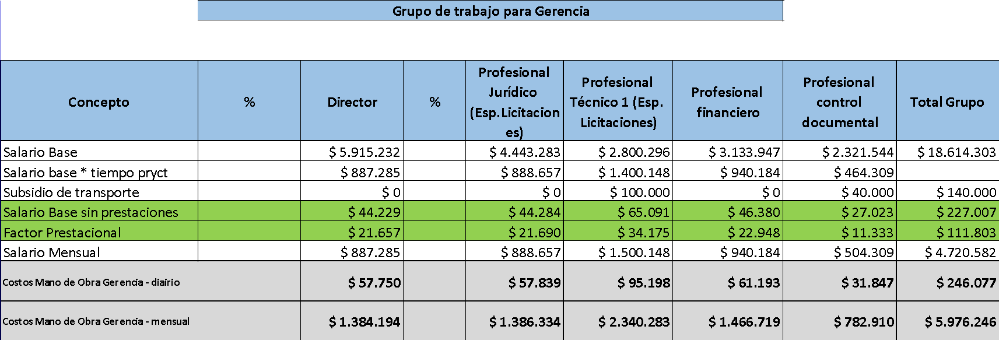 Grupo de trabajo para Gerencia
Concepto % Director % Profesional Jurídico (Esp.Licitaciones) Profesional Técnico 1 (Esp. Licitaciones) Profesional financiero Profesional control documental Total Grupo
Salario Base $ 5.915.232 $ 4.443.283 $ 2.800.296 $ 3.133.947 $ 2.321.544 $ 18.614.303
Salario base * tiempo pryct $ 887.285 $ 888.657 $ 1.400.148 $ 940.184 $ 464.309
Subsidio de transporte $ 0 $ 0 $ 100.000 $ 0 $ 40.000 $ 140.000
Salario Base sin prestaciones $ 44.229 $ 44.284 $ 65.091 $ 46.380 $ 27.023 $ 227.007
Factor Prestacional $ 21.657 $ 21.690 $ 34.175 $ 22.948 $ 11.333 $ 111.803
Salario Mensual $ 887.285 $ 888.657 $ 1.500.148 $ 940.184 $ 504.309 $ 4.720.582
Costos Mano de Obra Gerencia - diairio $ 57.750 $ 57.839 $ 95.198 $ 61.193 $ 31.847 $ 246.077
Costos Mano de Obra Gerencia - mensual $ 1.384.194 $ 1.386.334 $ 2.340.283 $ 1.466.719 $ 782.910 $ 5.976.246